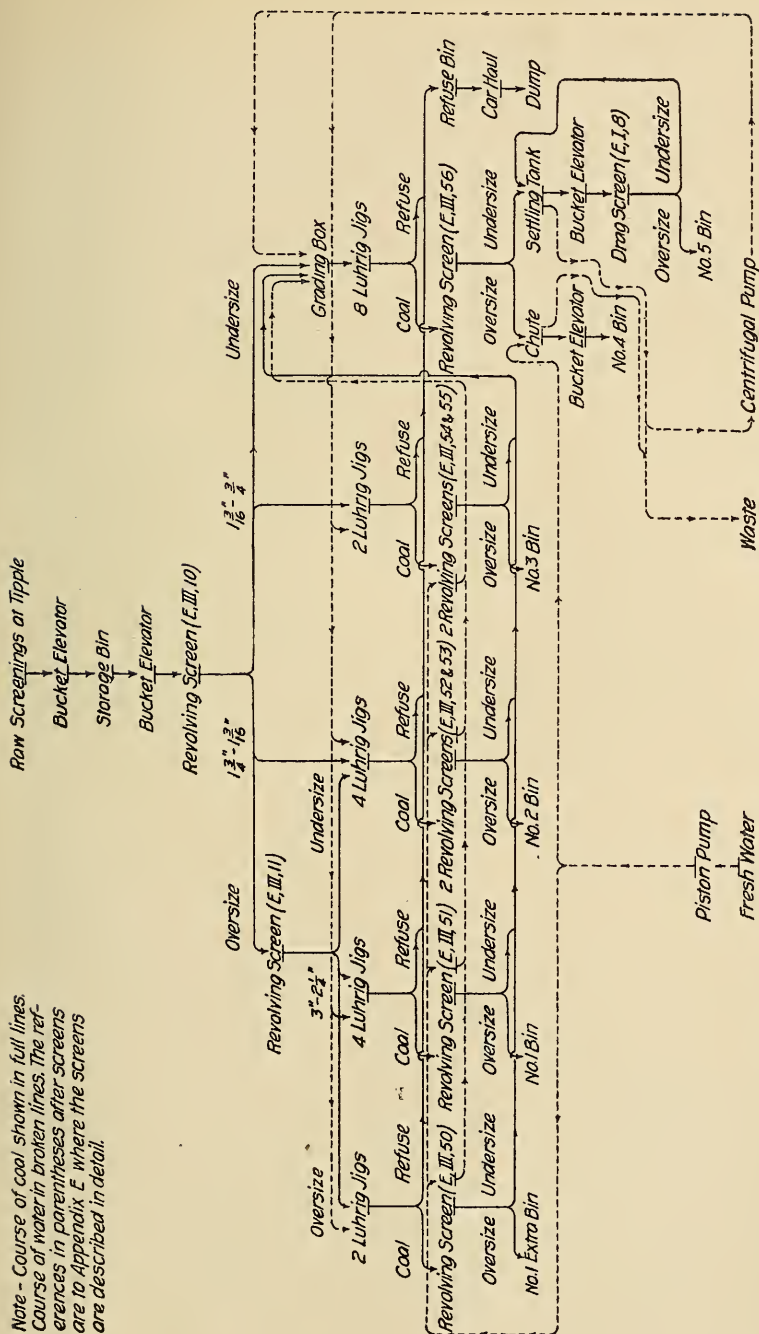 Note - Course of coal shown in full lines.
Course of water in broken lines. The ref-
erences in parentheses after screens
are to Appendix E where the screens
are described in detail.
Raw Screenings at Tipple
Bucket Elevator
Storage Bin
Bucket Elevator
Revolving Screen (E, III, 10)
Oversize
1 3/4" - 1 3/16"
1 3/16" - 3/4"
Undersize
Revolving Screen (E, III, 11)
Oversize
3" - 2 1/4"
Undersize
Grading Box
2 Luhrig Jigs
4 Luhrig Jigs
4 Luhrig Jigs
2 Luhrig Jigs
8 Luhrig Jigs
Coal Refuse
Coal Refuse
Coal Refuse
Coal Refuse
Coal Refuse
Refuse Bin
Car Haul
Dump
Revolving Screen (E, III, 50)
Revolving Screen (E, III, 51)
2 Revolving Screens (E, III, 52 & 53)
2 Revolving Screens (E, III, 54 & 55)
Revolving Screen (E, III, 56)
Oversize Undersize
Oversize Undersize
Oversize Undersize
Oversize Undersize
Oversize Undersize
No.1 Extra Bin
No.1 Bin
No.2 Bin
No.3 Bin
Chute
Bucket Elevator
No.4 Bin
Settling Tank
Bucket Elevator
Drag Screen (E, I, 8)
Oversize Undersize
No.5 Bin
Piston Pump
Fresh Water
Waste
Centrifugal Pump